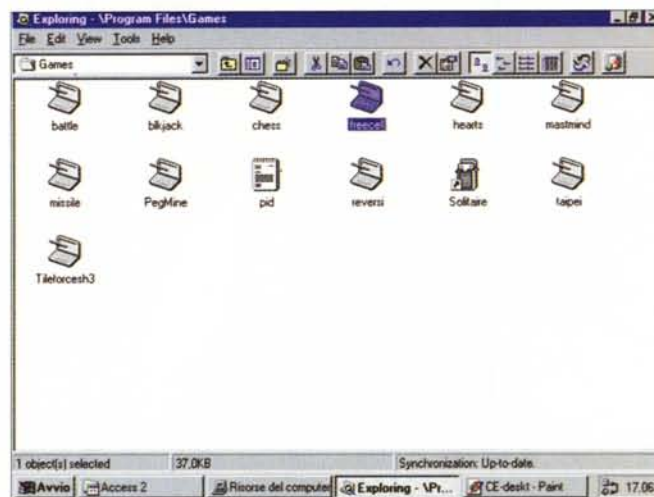 Exploring - \Program Files\Games
File Edit View Tools Help
Games
battle blkjack chess freecell hearts mastmind
missile PegMine pid reversi Solitaire taipei
Tileforcesh3
1 object(s) selected 37,0KB Synchronization: Up-to-date.
Avvio Access 2 Risorse del computer Exploring - \Pr... CE-deskt - Paint 17.06